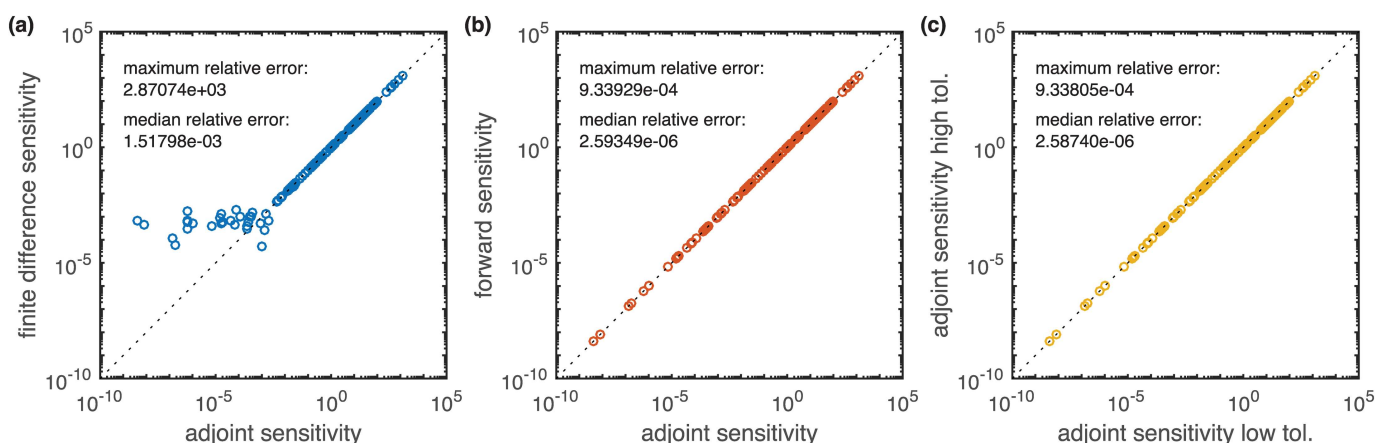 (a)
10^5
10^0
10^-5
10^-10
finite difference sensitivity
maximum relative error:
2.87074e+03
median relative error:
1.51798e-03
10^-10
10^-5
10^0
10^5
adjoint sensitivity
(b)
10^5
10^0
10^-5
10^-10
forward sensitivity
maximum relative error:
9.33929e-04
median relative error:
2.59349e-06
10^-10
10^-5
10^0
10^5
adjoint sensitivity
(c)
10^5
10^0
10^-5
10^-10
adjoint sensitivity high tol.
maximum relative error:
9.33805e-04
median relative error:
2.58740e-06
10^-10
10^-5
10^0
10^5
adjoint sensitivity low tol.